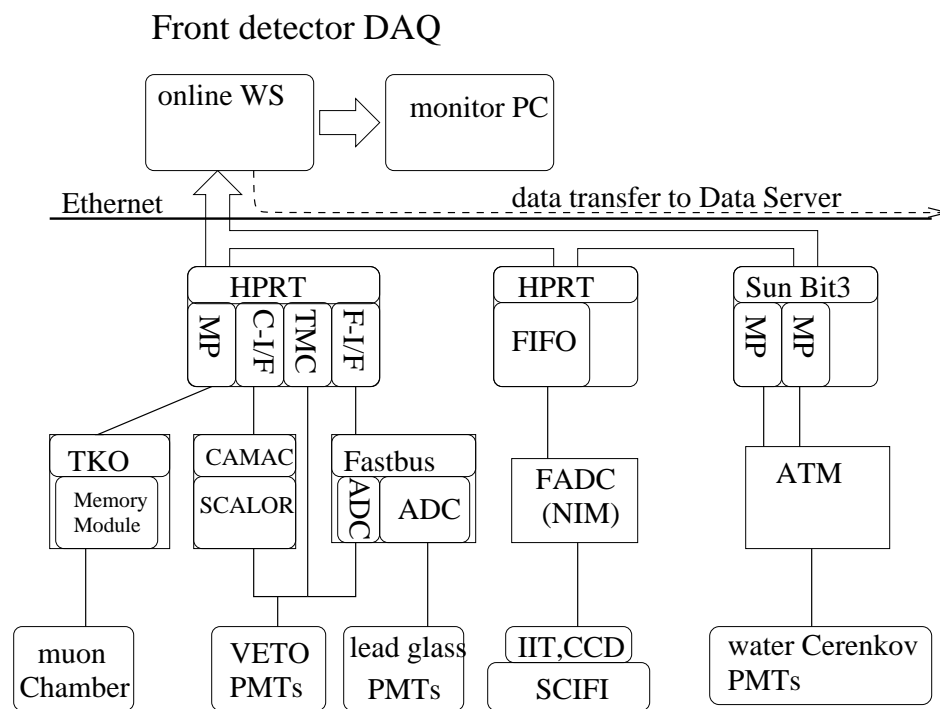 Front detector DAQ
online WS
monitor PC
Ethernet
data transfer to Data Server
HPRT
MP
C-I/F
TMC
F-I/F
HPRT
FIFO
Sun Bit3
MP
MP
TKO
Memory
Module
CAMAC
SCALOR
Fastbus
ADC
ADC
FADC
(NIM)
ATM
muon
Chamber
VETO
PMTs
lead glass
PMTs
IIT,CCD
SCIFI
water Cerenkov
PMTs